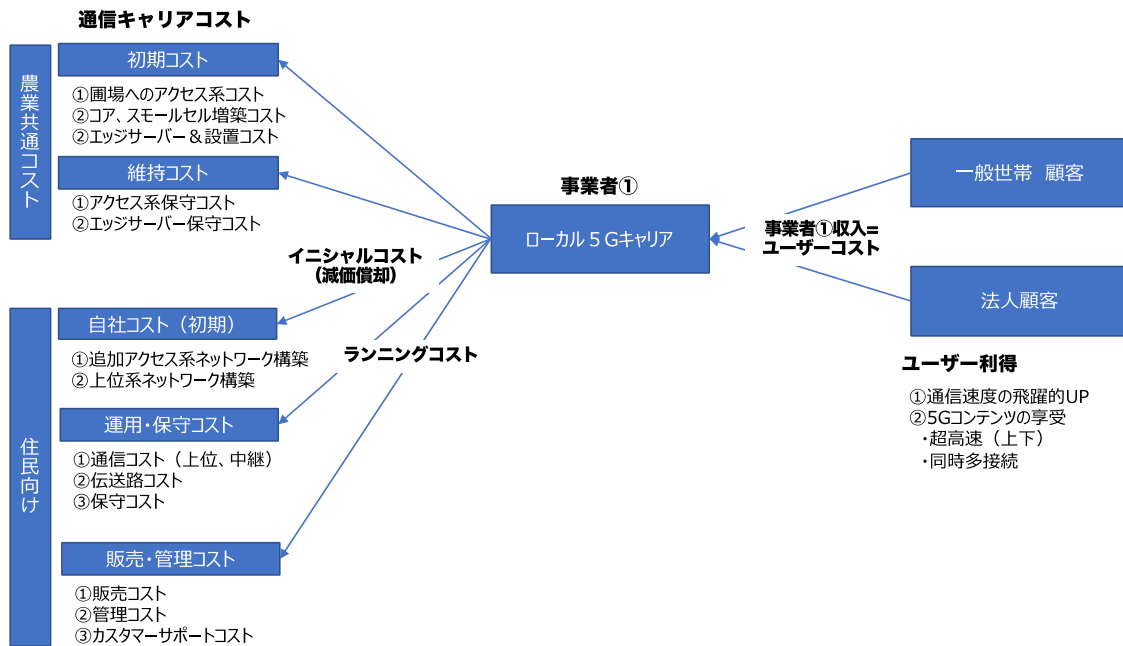 通信キャリアコスト
農業共通コスト
初期コスト
①圃場へのアクセス系コスト
②コア、スモールセル増築コスト
②エッジサーバー＆設置コスト
維持コスト
①アクセス系保守コスト
②エッジサーバー保守コスト
住民向け
自社コスト（初期）
①追加アクセス系ネットワーク構築
②上位系ネットワーク構築
運用・保守コスト
①通信コスト（上位、中継）
②伝送路コスト
③保守コスト
販売・管理コスト
①販売コスト
②管理コスト
③カスタマーサポートコスト
イニシャルコスト
（減価償却）
ランニングコスト
事業者①
ローカル５Ｇキャリア
事業者①収入=
ユーザーコスト
一般世帯　顧客
法人顧客
ユーザー利得
①通信速度の飛躍的UP
②5Gコンテンツの享受
・超高速（上下）
・同時多接続